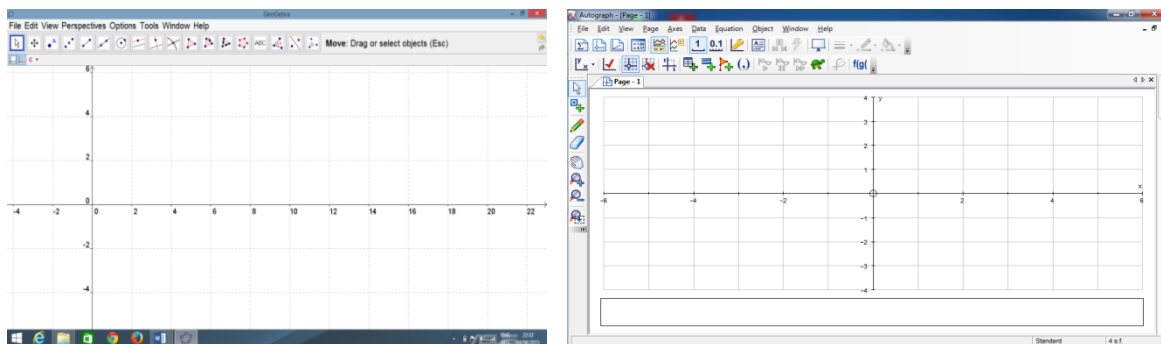 GeoGebra
File Edit View Perspectives Options Tools Window Help
ABC Move: Drag or select objects (Esc)
6
4
2
0
-4 -2 0 2 4 6 8 10 12 14 16 18 20 22
-2
-4
Autograph - [Page - 1]
File Edit View Page Axes Data Equation Object Window Help
1 0.1
f(g(
Page - 1
4 y
3
2
1
x
-6 -4 -2 2 4 6
-1
-2
-3
-4
Standard 4 s.f.